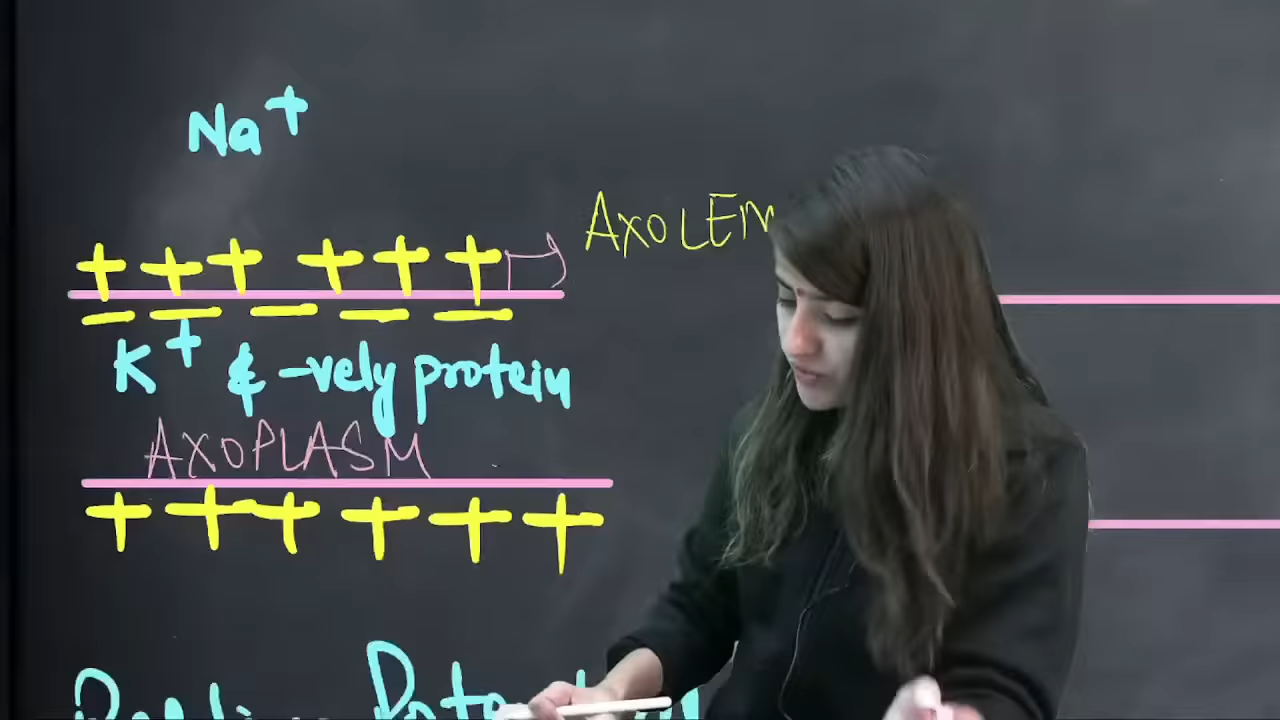 Na⁺
AXOLEM
+ + + + + +
– – – – –
K⁺ & -vely protein
AXOPLASM
+ + + + + +